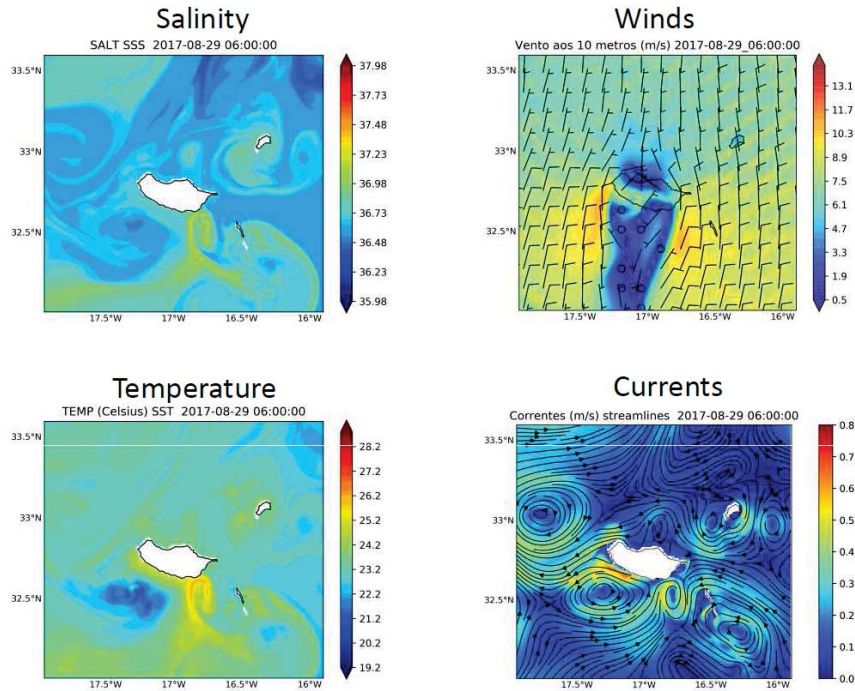 Salinity
SALT SSS 2017-08-29 06:00:00
33.5°N
33°N
32.5°N
17.5°W
17°W
16.5°W
16°W
37.98
37.73
37.48
37.23
36.98
36.73
36.48
36.23
35.98
Winds
Vento aos 10 metros (m/s) 2017-08-29_06:00:00
33.5°N
33°N
32.5°N
17.5°W
17°W
16.5°W
16°W
13.1
11.9
10.7
9.4
8.2
6.9
5.6
4.3
3.0
1.8
0.5
Temperature
TEMP (Celsius) SST 2017-08-29 06:00:00
33.5°N
33°N
32.5°N
17.5°W
17°W
16.5°W
16°W
28.2
27.2
26.2
25.2
24.2
23.2
22.2
21.2
20.2
19.2
Currents
Correntes (m/s) streamlines 2017-08-29 06:00:00
33.5°N
33°N
32.5°N
17.5°W
17°W
16.5°W
16°W
0.8
0.7
0.6
0.5
0.4
0.3
0.2
0.1
0.0